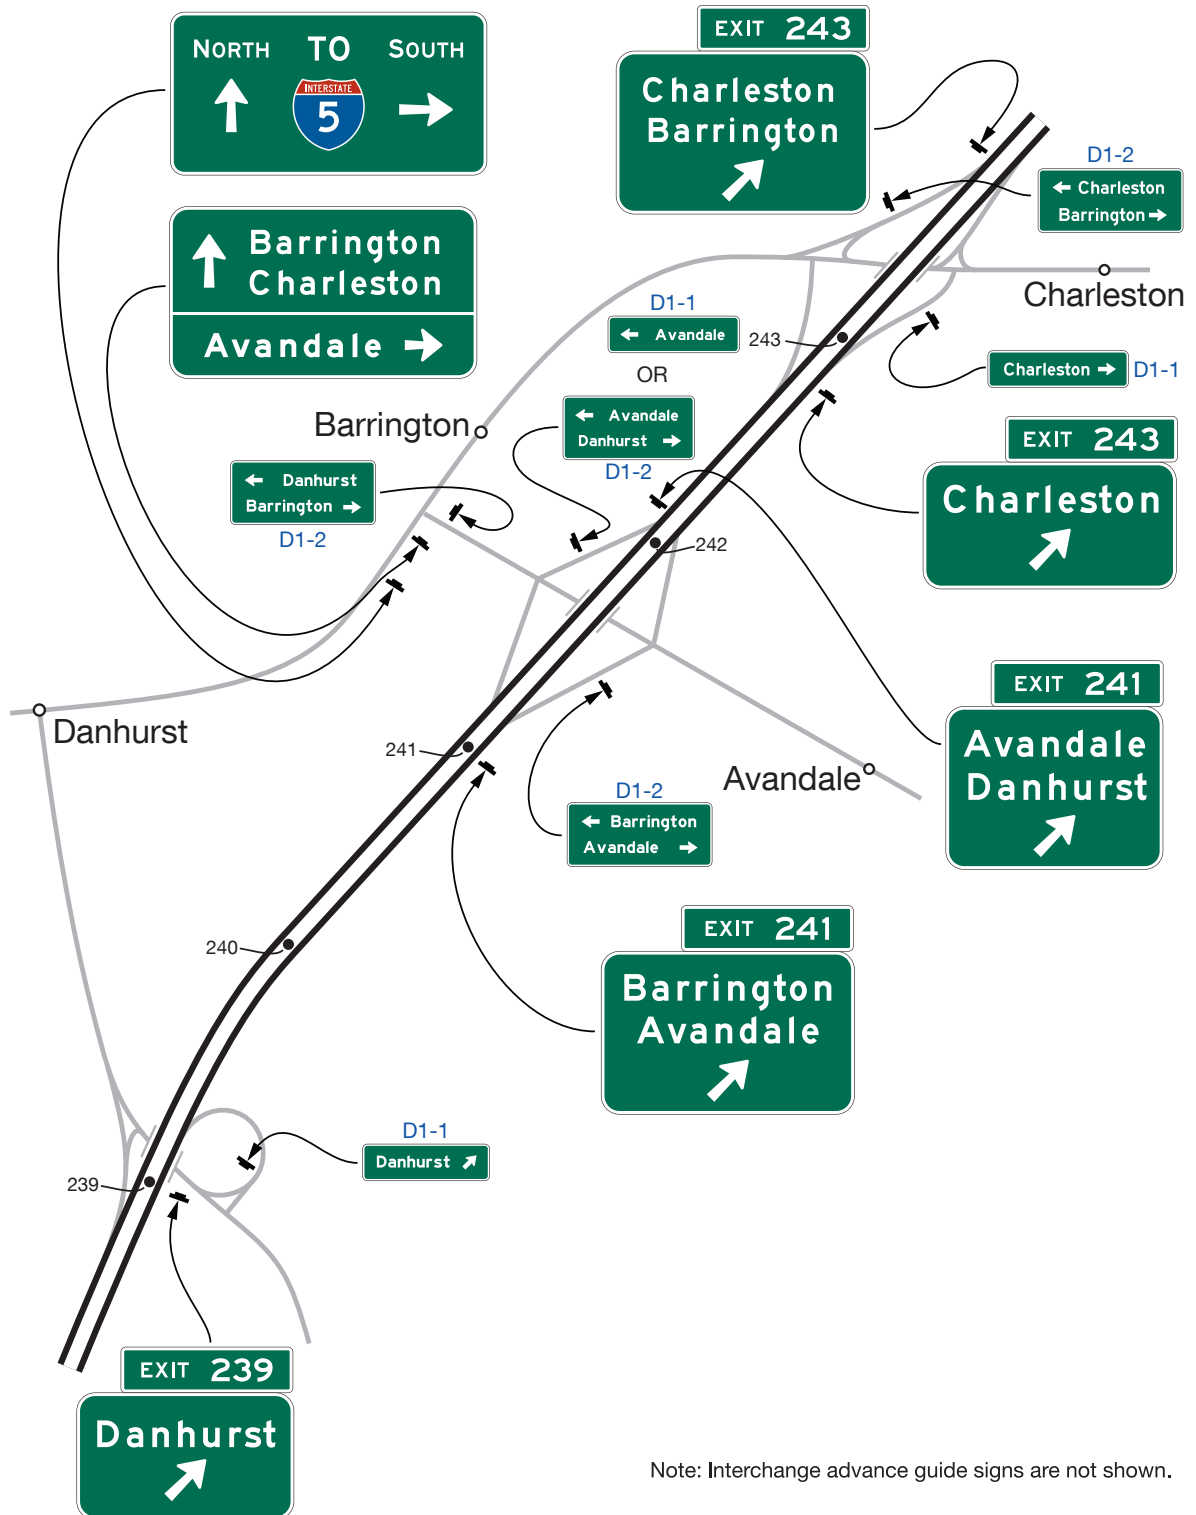 NORTH TO SOUTH
INTERSTATE
5
EXIT 243
Charleston
Barrington
D1-2
Charleston
Barrington
Barrington
Charleston
Avandale
Charleston
D1-1
Avandale
243
OR
Charleston
D1-1
Avandale
Danhurst
D1-2
Barrington
EXIT 243
Charleston
Danhurst
Barrington
D1-2
242
EXIT 241
Avandale
Danhurst
Danhurst
241
Avandale
D1-2
Barrington
Avandale
EXIT 241
Barrington
Avandale
240
D1-1
Danhurst
239
EXIT 239
Danhurst
Note: Interchange advance guide signs are not shown.